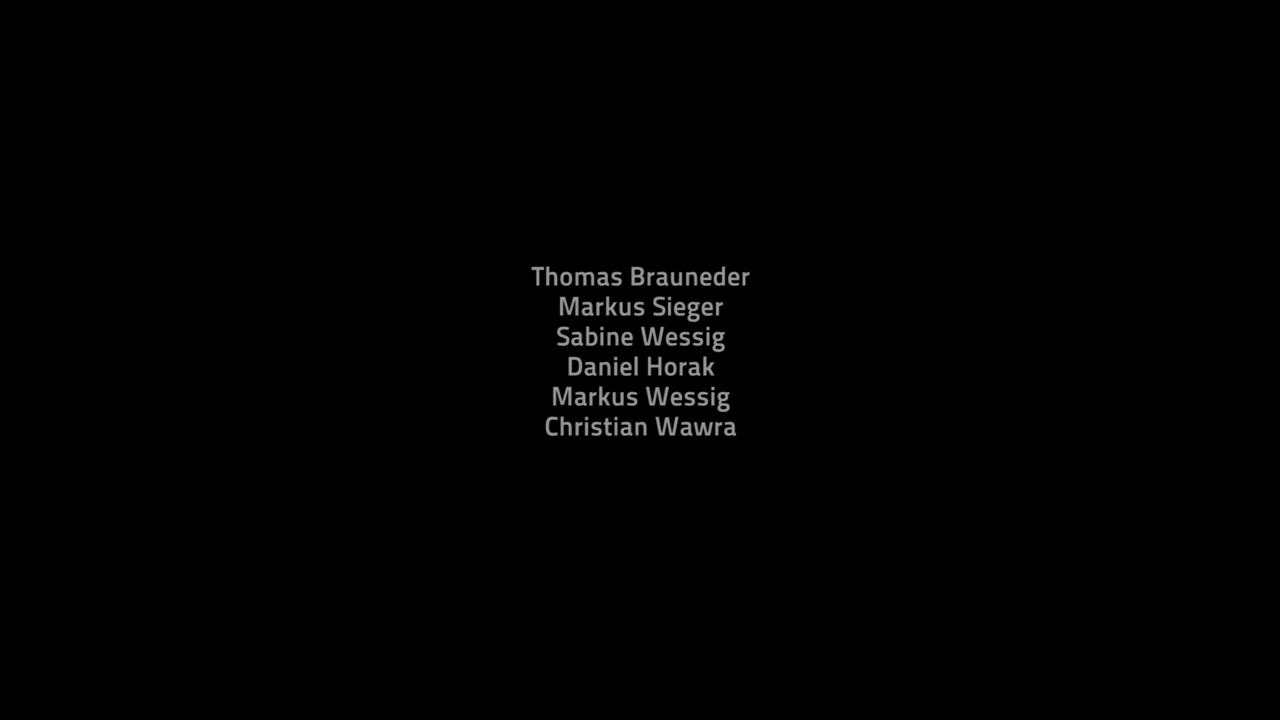 Thomas Brauneder
Markus Sieger
Sabine Wessig
Daniel Horak
Markus Wessig
Christian Wawra